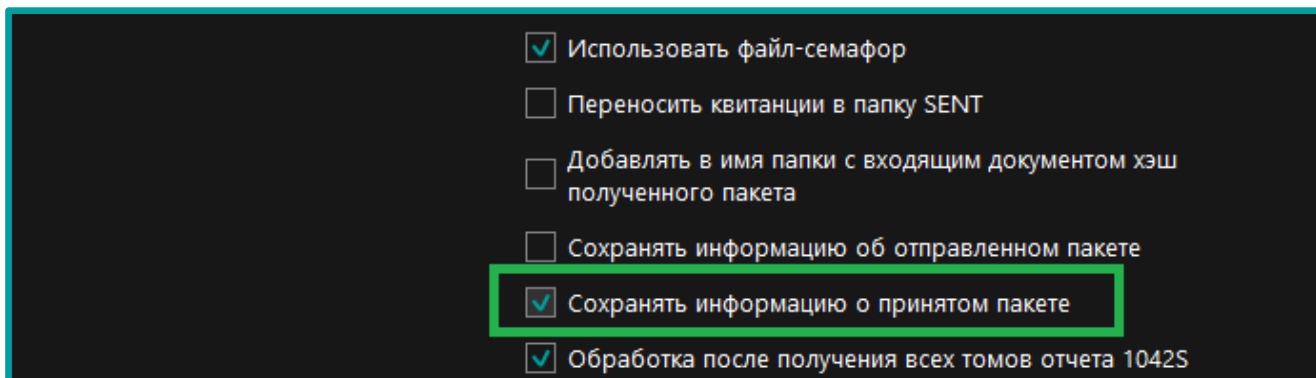 Использовать файл-семафор
Переносить квитанции в папку SENT
Добавлять в имя папки с входящим документом хэш
полученного пакета
Сохранять информацию об отправленном пакете
Сохранять информацию о принятом пакете
Обработка после получения всех томов отчета 1042S